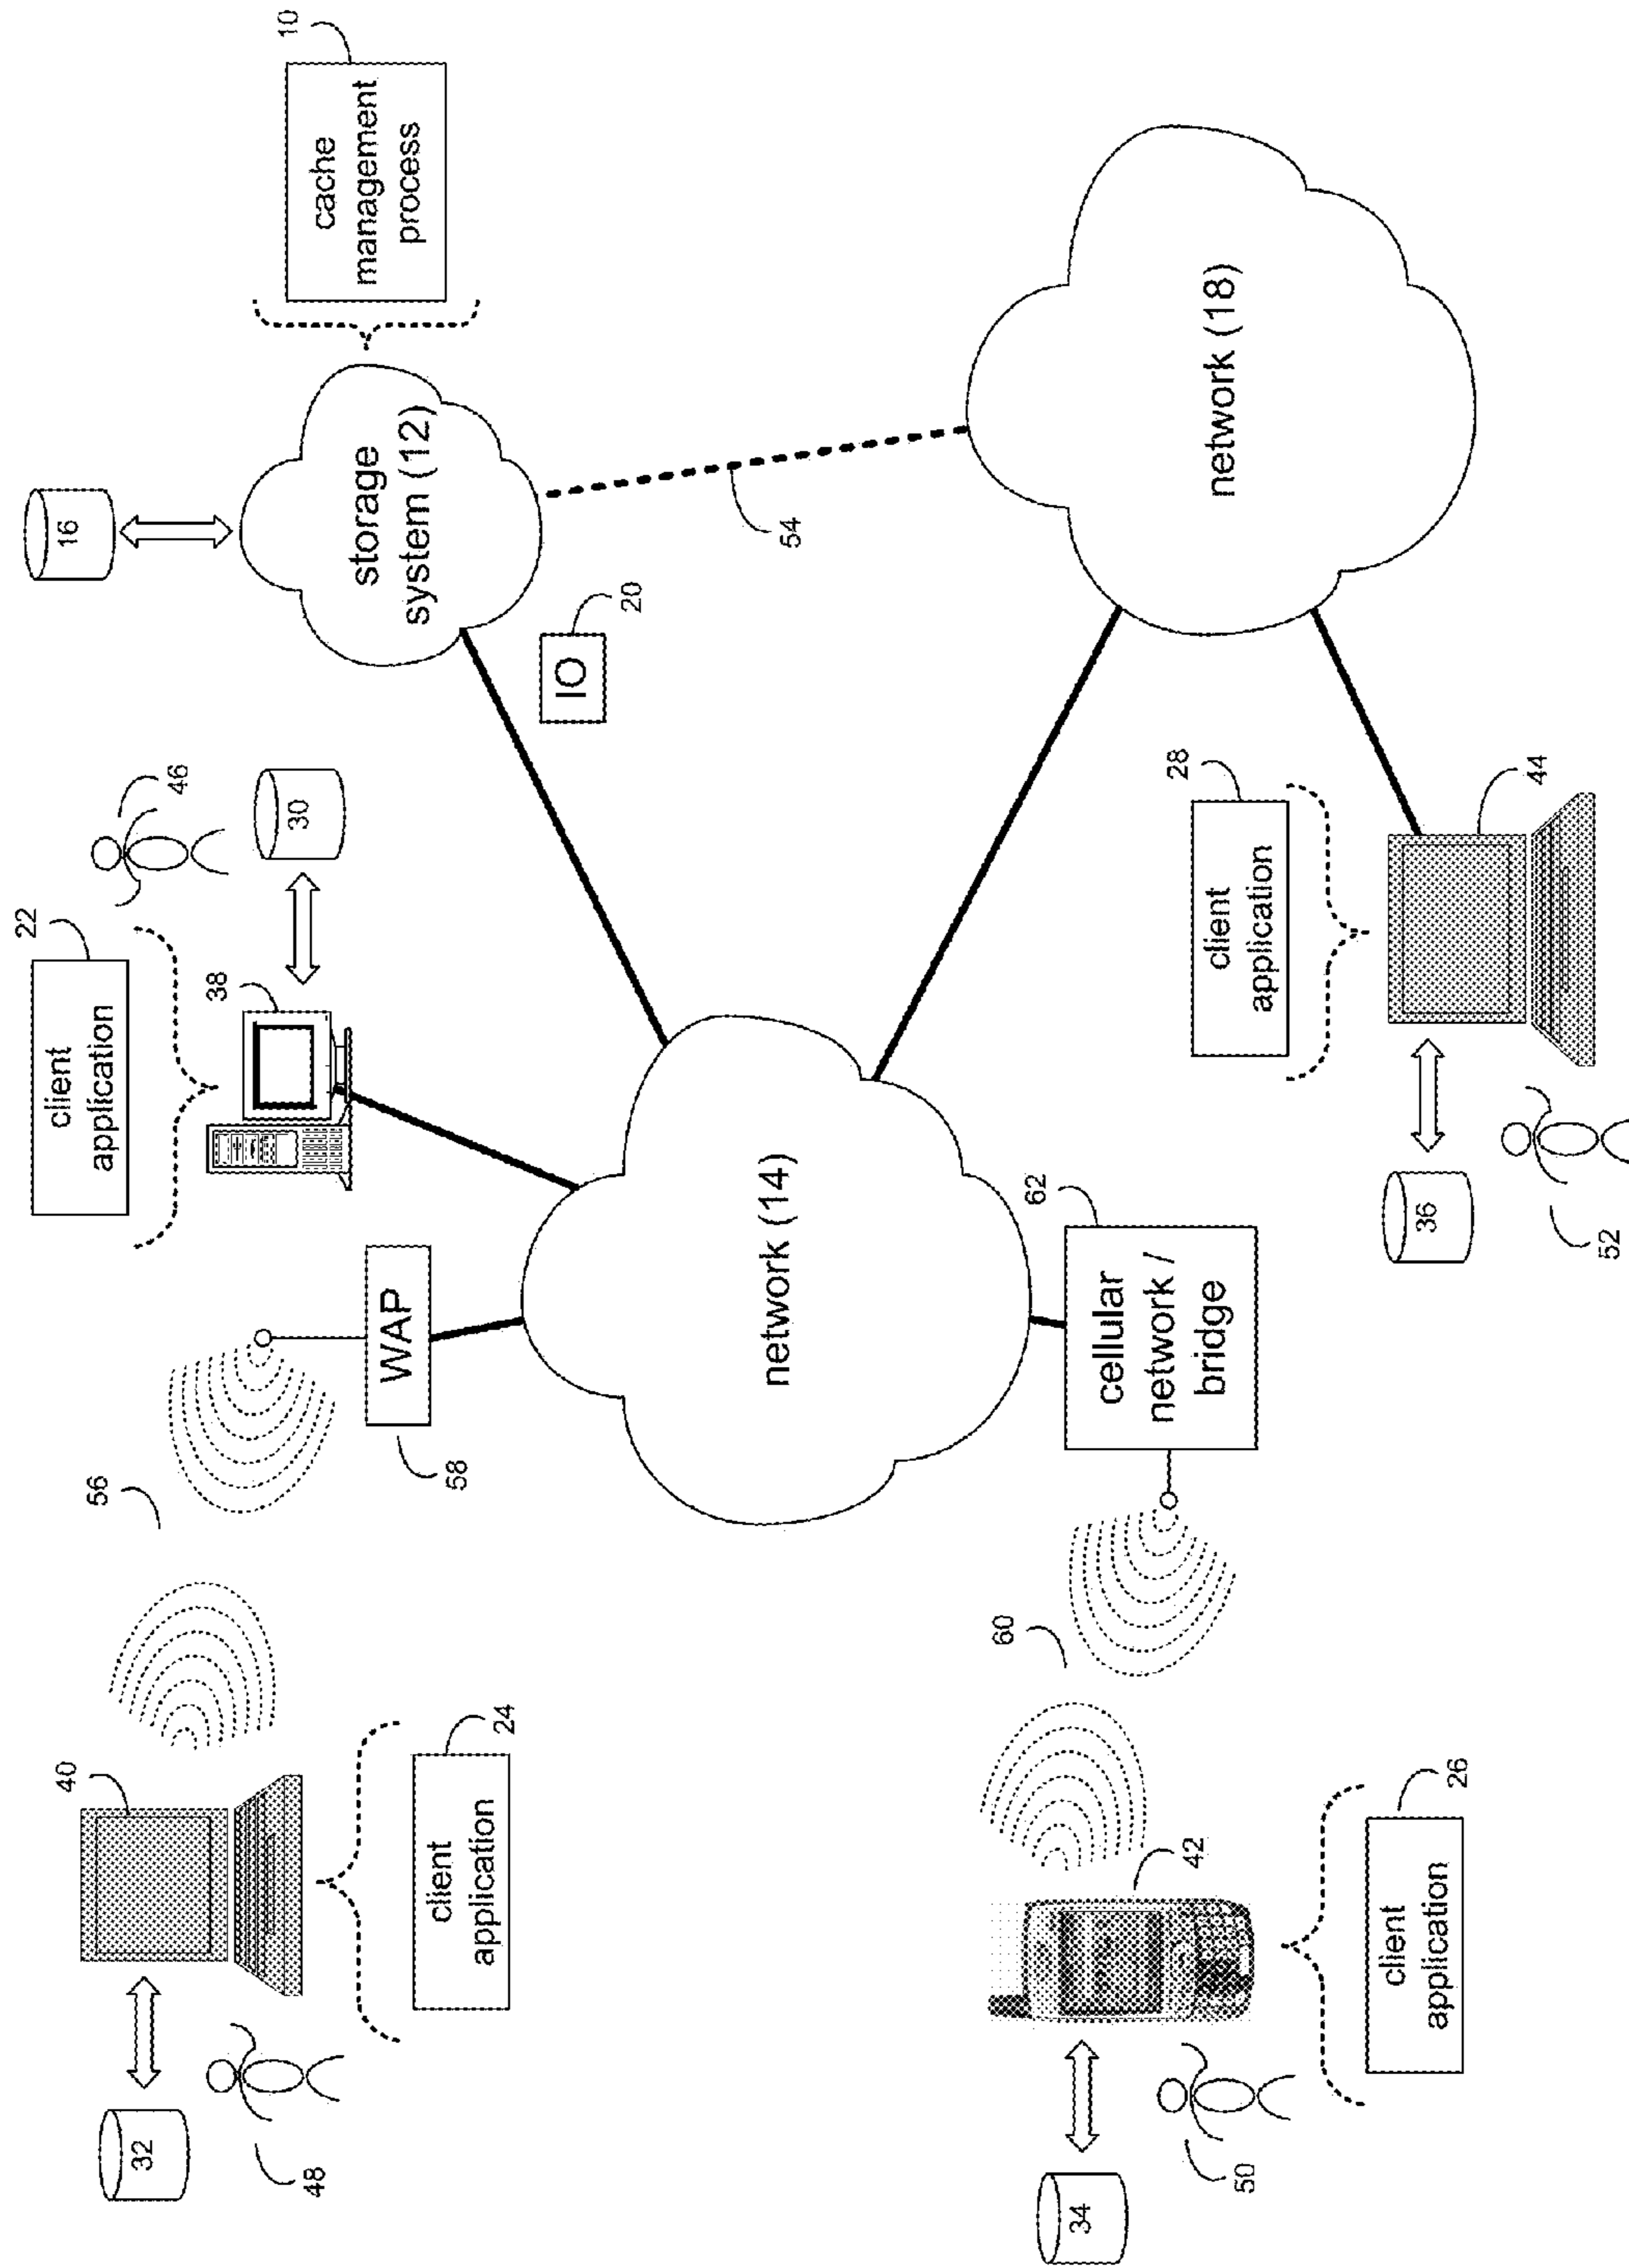 16
cache
management
process
10
storage
system (12)
IO
20
54
network (18)
client
application
22
46
38
30
56
WAP
58
network (14)
cellular
network /
bridge
62
60
client
application
28
44
36
52
40
32
48
client
application
24
42
34
50
client
application
26